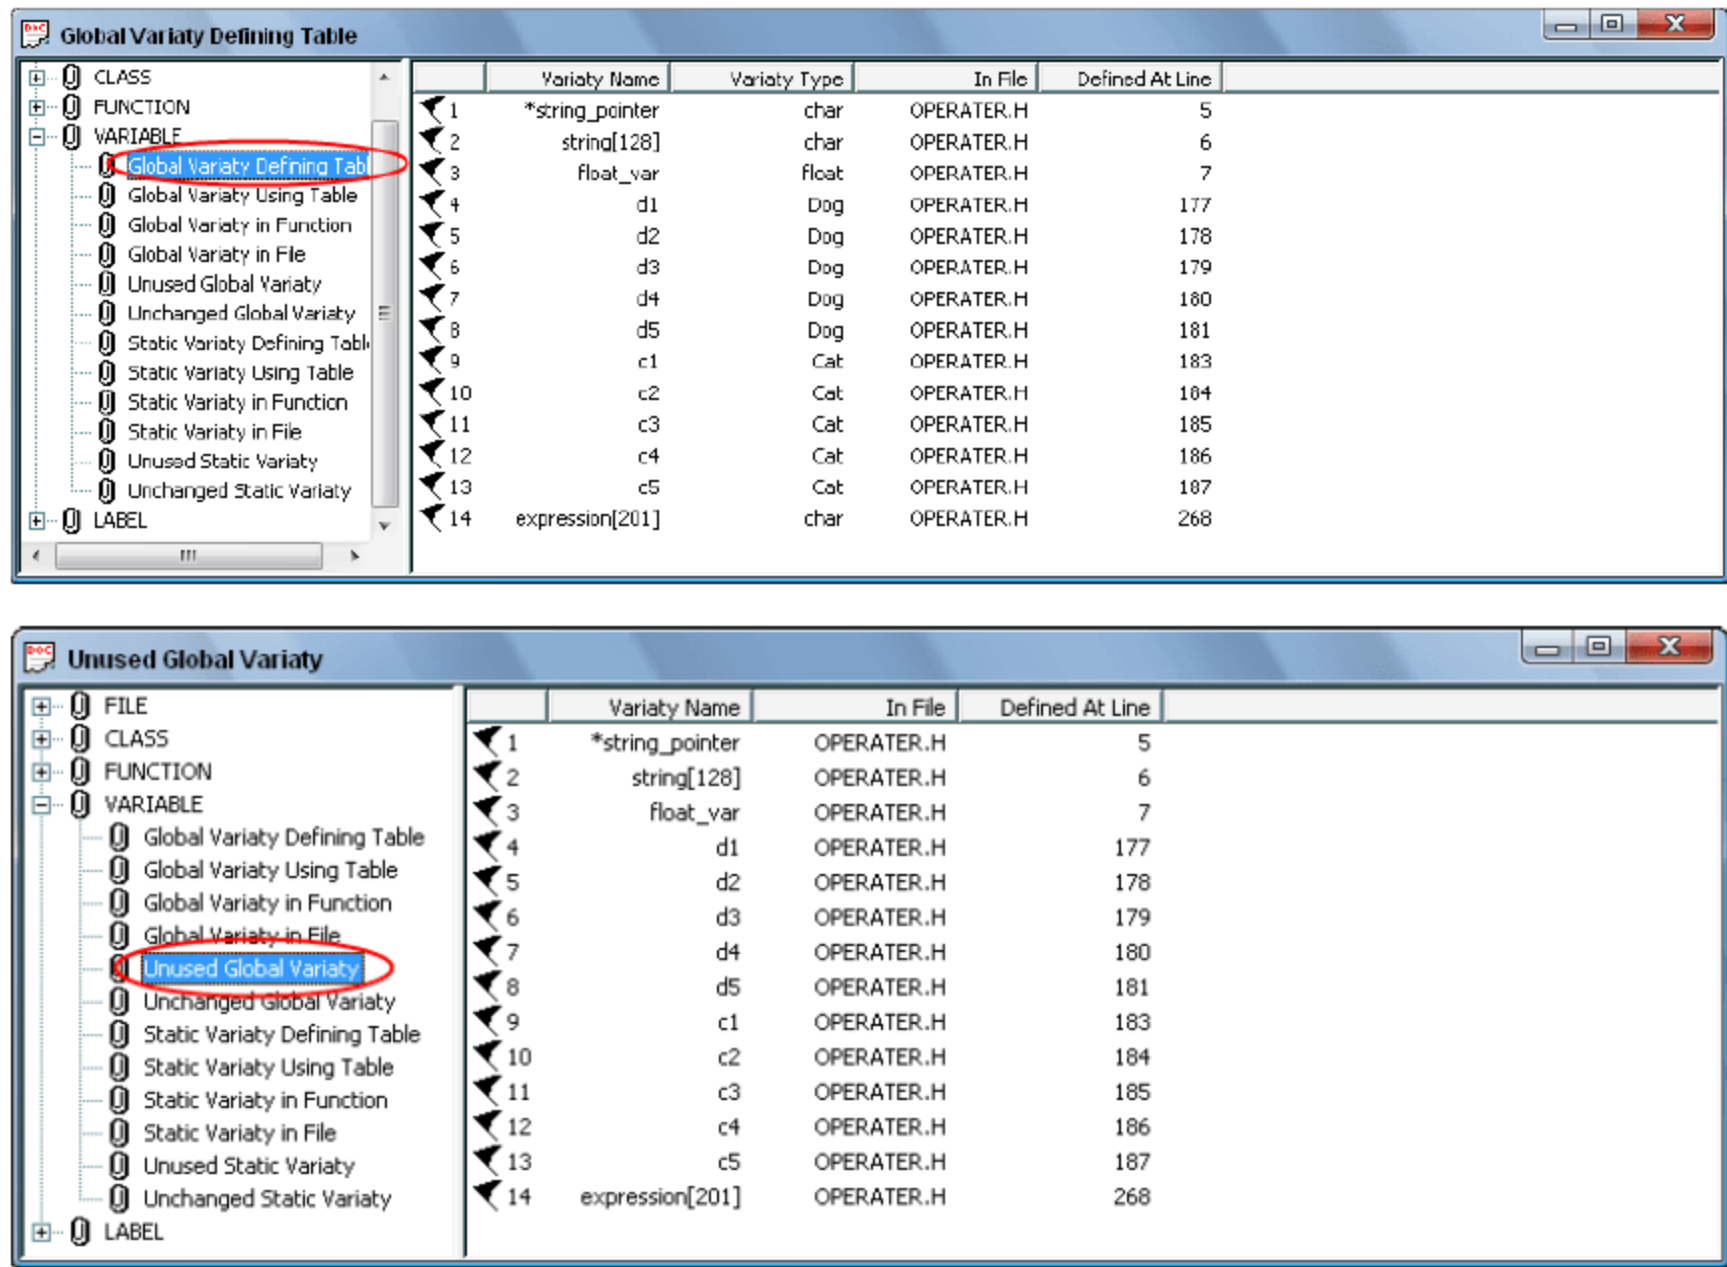 Global Variaty Defining Table
CLASS
FUNCTION
VARIABLE
Global Variaty Defining Tabl
Global Variaty Using Table
Global Variaty in Function
Global Variaty in File
Unused Global Variaty
Unchanged Global Variaty
Static Variaty Defining Tabl
Static Variaty Using Table
Static Variaty in Function
Static Variaty in File
Unused Static Variaty
Unchanged Static Variaty
LABEL
Variaty Name Variaty Type In File Defined At Line
1 *string_pointer char OPERATER.H 5
2 string[128] char OPERATER.H 6
3 float_var float OPERATER.H 7
4 d1 Dog OPERATER.H 177
5 d2 Dog OPERATER.H 178
6 d3 Dog OPERATER.H 179
7 d4 Dog OPERATER.H 180
8 d5 Dog OPERATER.H 181
9 c1 Cat OPERATER.H 183
10 c2 Cat OPERATER.H 184
11 c3 Cat OPERATER.H 185
12 c4 Cat OPERATER.H 186
13 c5 Cat OPERATER.H 187
14 expression[201] char OPERATER.H 268
Unused Global Variaty
FILE
CLASS
FUNCTION
VARIABLE
Global Variaty Defining Table
Global Variaty Using Table
Global Variaty in Function
Global Variaty in File
Unused Global Variaty
Unchanged Global Variaty
Static Variaty Defining Table
Static Variaty Using Table
Static Variaty in Function
Static Variaty in File
Unused Static Variaty
Unchanged Static Variaty
LABEL
Variaty Name In File Defined At Line
1 *string_pointer OPERATER.H 5
2 string[128] OPERATER.H 6
3 float_var OPERATER.H 7
4 d1 OPERATER.H 177
5 d2 OPERATER.H 178
6 d3 OPERATER.H 179
7 d4 OPERATER.H 180
8 d5 OPERATER.H 181
9 c1 OPERATER.H 183
10 c2 OPERATER.H 184
11 c3 OPERATER.H 185
12 c4 OPERATER.H 186
13 c5 OPERATER.H 187
14 expression[201] OPERATER.H 268